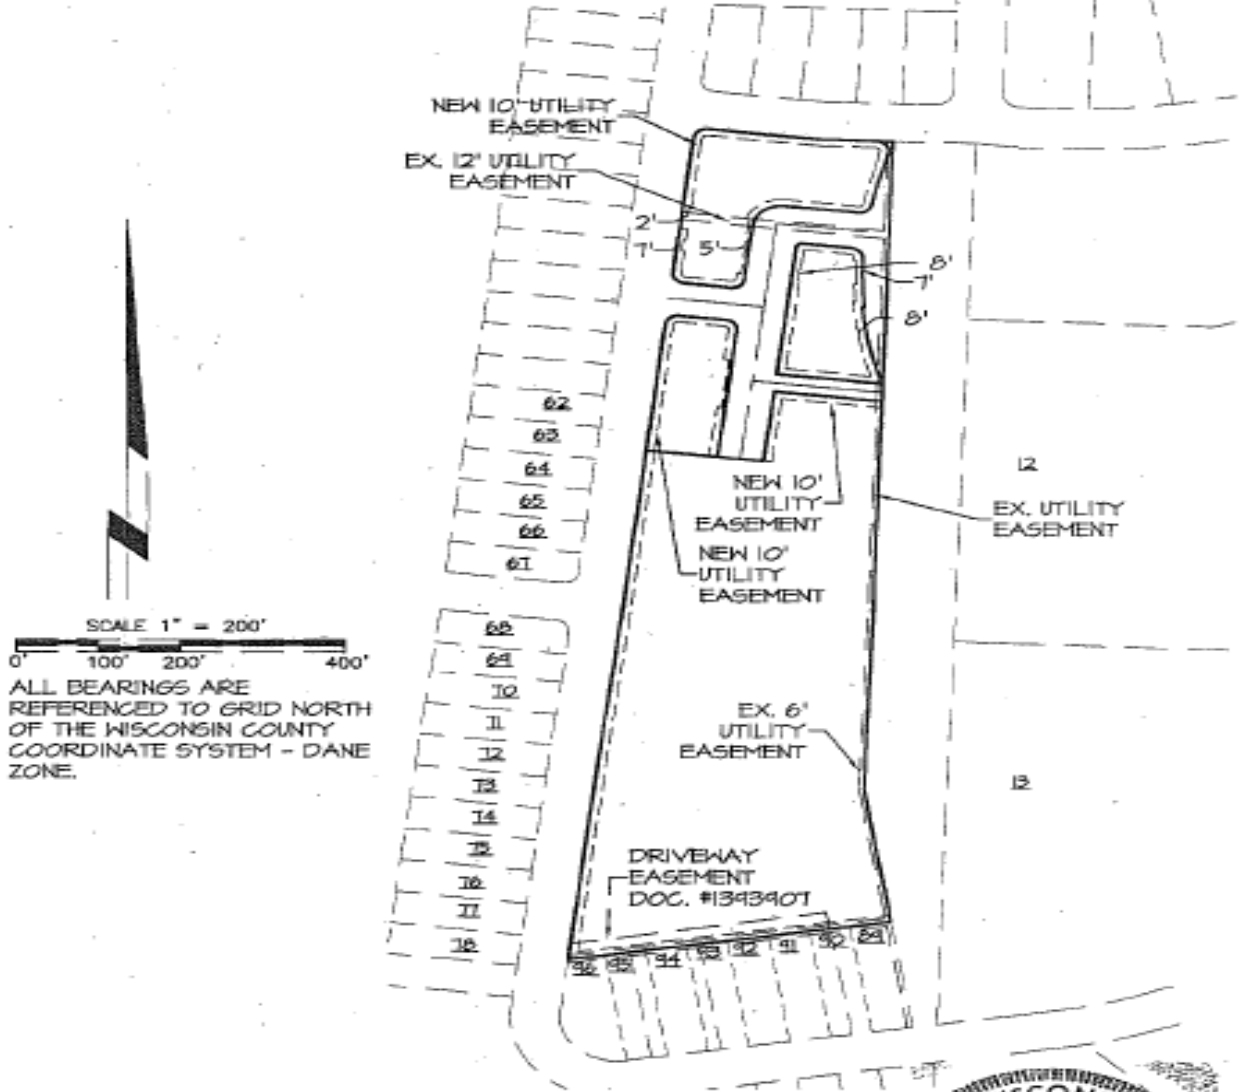 NEW 10' UTILITY
EASEMENT
EX. 12' UTILITY
EASEMENT
2'
7'
5'
8'
7'
8'
62
63
64
65
66
67
12
NEW 10'
UTILITY
EASEMENT
EX. UTILITY
EASEMENT
NEW 10'
UTILITY
EASEMENT
SCALE 1" = 200'
0' 100' 200' 400'
ALL BEARINGS ARE
REFERENCED TO GRID NORTH
OF THE WISCONSIN COUNTY
COORDINATE SYSTEM - DANE
ZONE.
68
69
70
71
72
73
74
75
76
77
78
EX. 6'
UTILITY
EASEMENT
13
DRIVEWAY
EASEMENT
DOC. #1393907
96 95 94 93 92 91 90 89